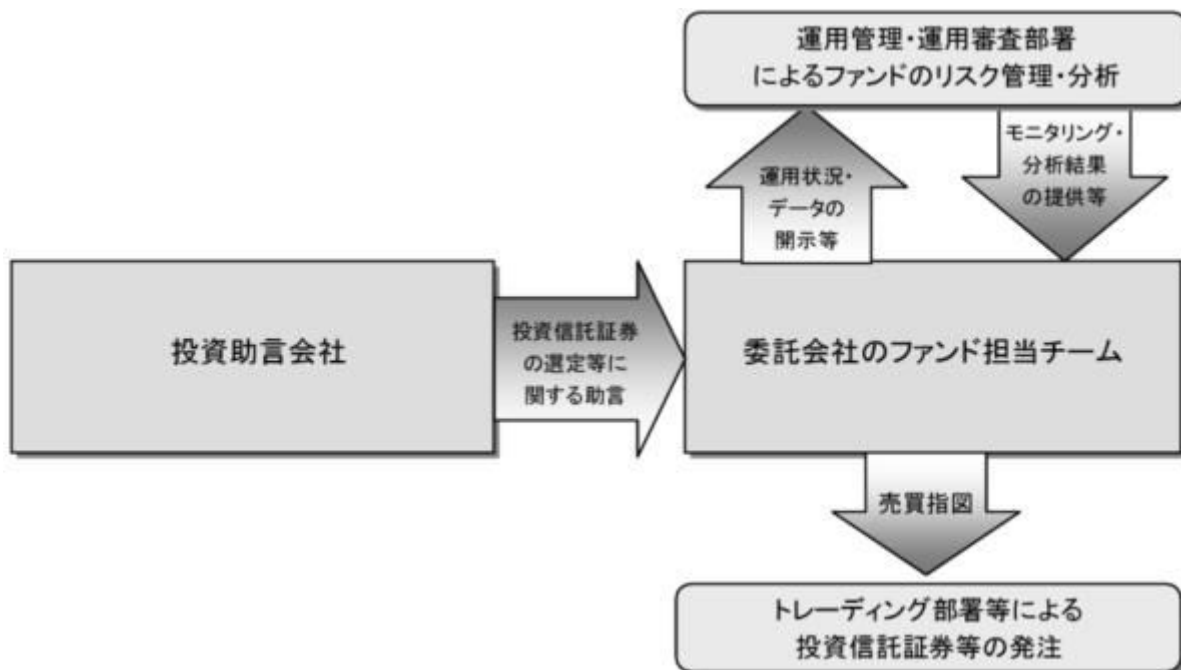 運用管理・運用審査部署
によるファンドのリスク管理・分析
運用状況・
データの
開示等
モニタリング・
分析結果
の提供等
投資助言会社
投資信託証券
の選定等に
関する助言
委託会社のファンド担当チーム
売買指図
トレーディング部署等による
投資信託証券等の発注